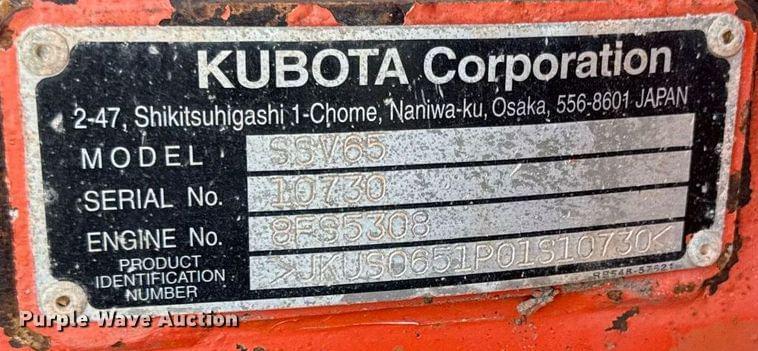 KUBOTA Corporation
2-47, Shikitsuhigashi 1-Chome, Naniwa-ku, Osaka, 556-8601 JAPAN
MODEL SSV65
SERIAL No. 10730
ENGINE No. 8FS5308
PRODUCT
IDENTIFICATION
NUMBER
>JKUS0651P01S10730<
Purple Wave Auction